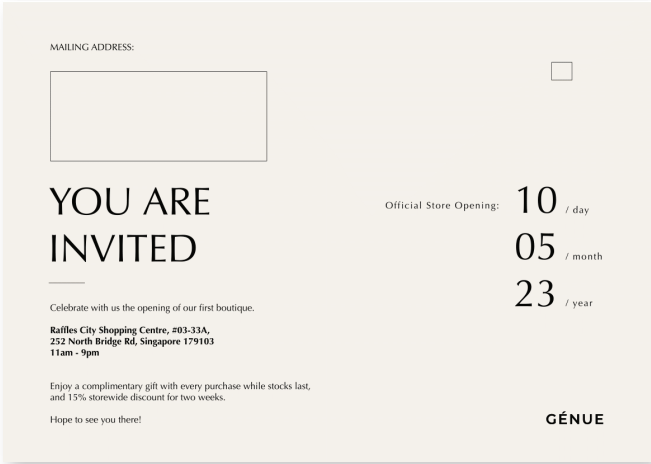 MAILING ADDRESS:
YOU ARE
INVITED
Official Store Opening:
10 / day
05 / month
23 / year
Celebrate with us the opening of our first boutique.
Raffles City Shopping Centre, #03-33A,
252 North Bridge Rd, Singapore 179103
11am - 9pm
Enjoy a complimentary gift with every purchase while stocks last,
and 15% storewide discount for two weeks.
Hope to see you there!
GÉNUE